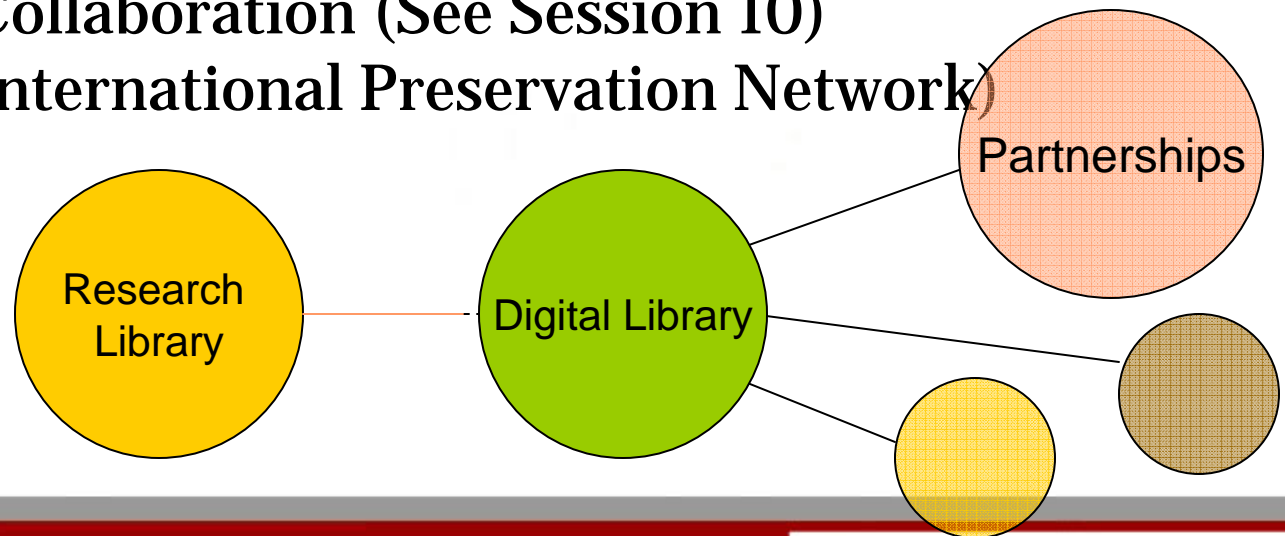 ollaboration (See Session 10)
nternational Preservation Network)
Partnerships
Research
Library
Digital Library